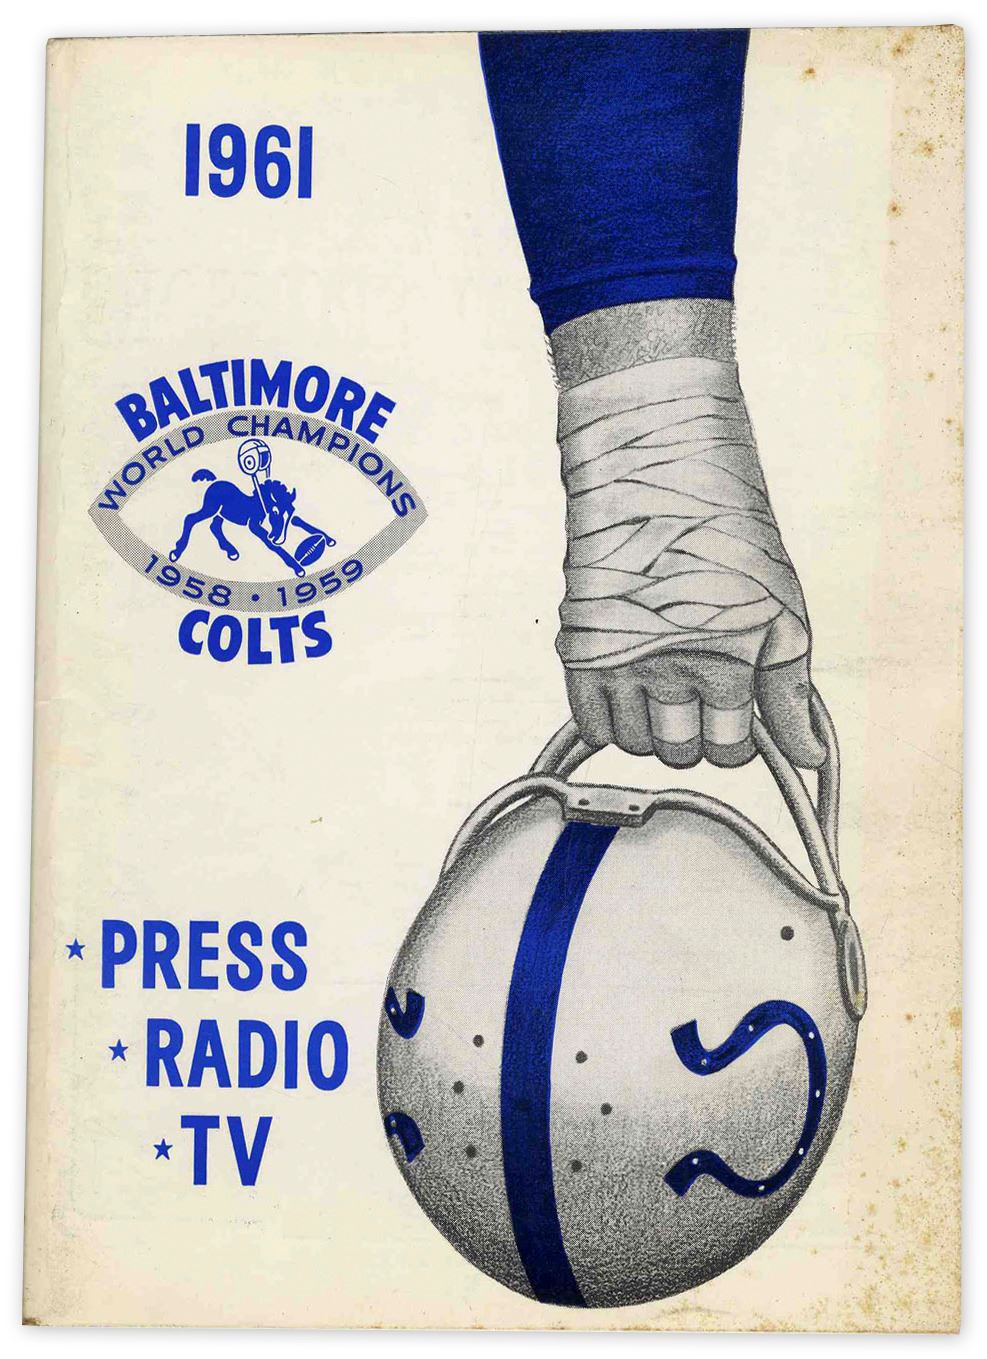 1961
BALTIMORE
WORLD CHAMPIONS
1958 · 1959
COLTS
★ PRESS
★ RADIO
★ TV